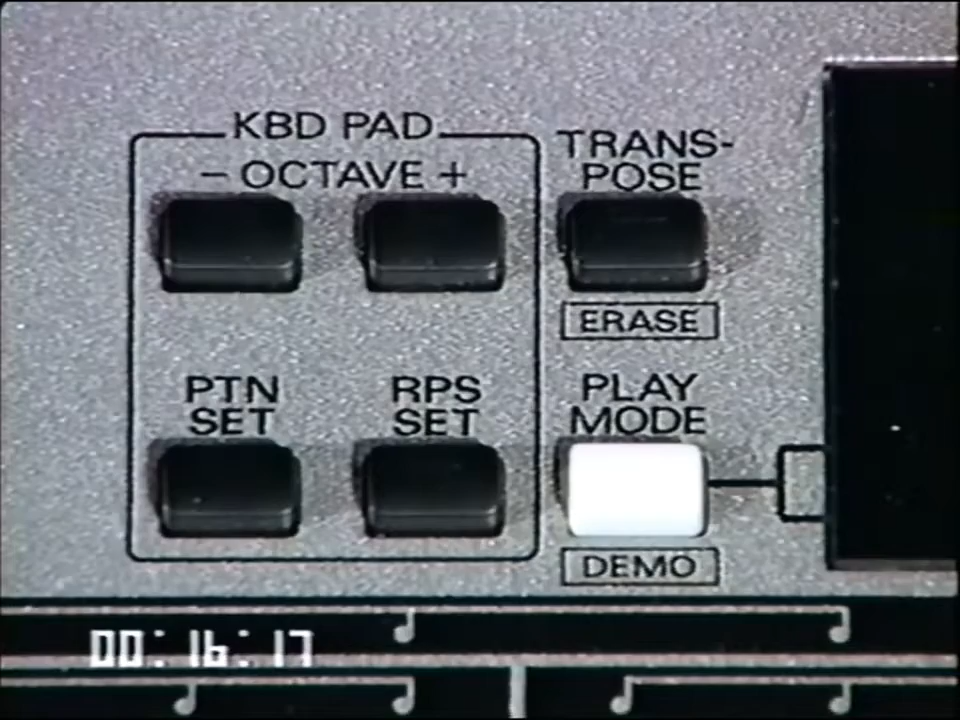 KBD PAD
- OCTAVE +
TRANS-
POSE
ERASE
PTN
SET
RPS
SET
PLAY
MODE
DEMO
00:16:17